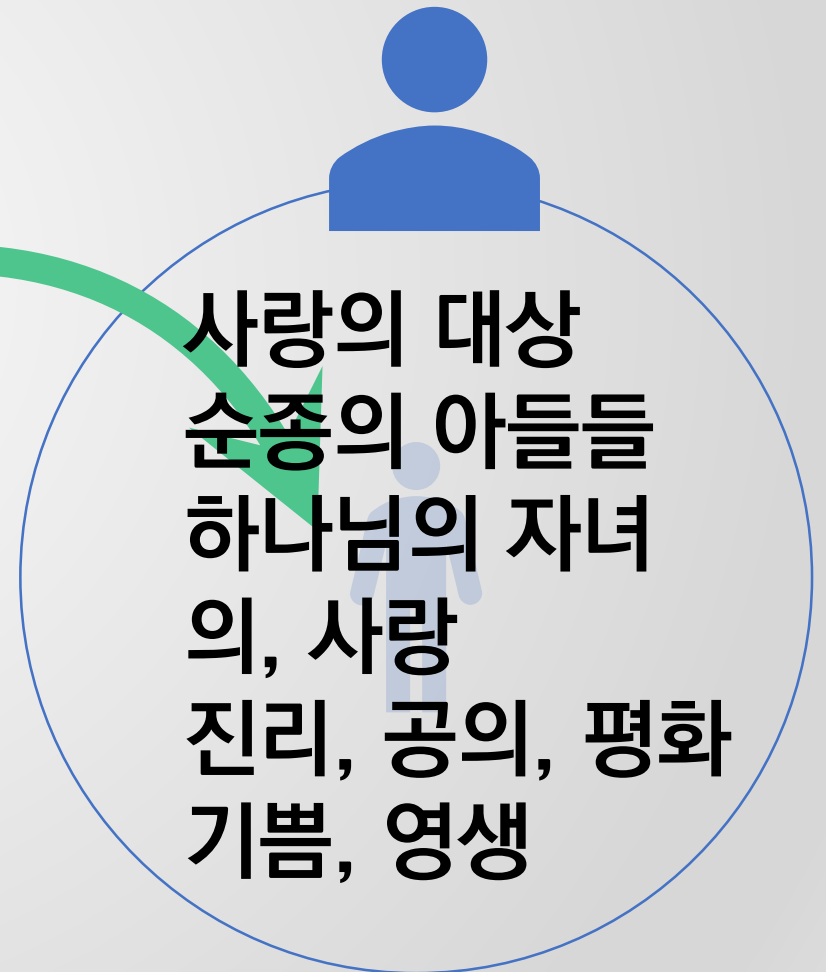 사랑의 대상
순종의 아들들
하나님의 자녀
의, 사랑
진리, 공의, 평화
기쁨, 영생